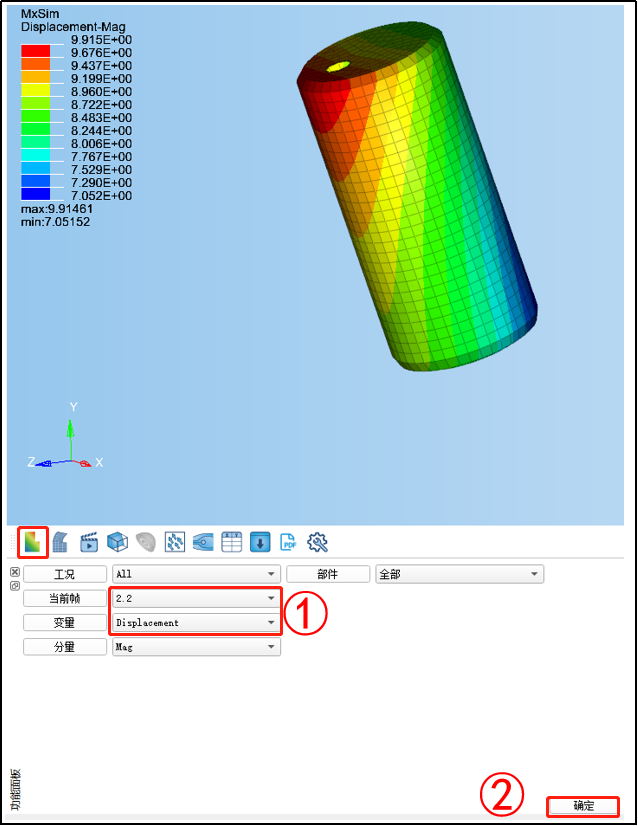 MxSim
Displacement-Mag
9.915E+00
9.676E+00
9.437E+00
9.199E+00
8.960E+00
8.722E+00
8.483E+00
8.244E+00
8.006E+00
7.767E+00
7.529E+00
7.290E+00
7.052E+00
max:9.91461
min:7.05152
Y
Z X
PDF
工况 All 部件 全部
当前帧 2.2
变量 Displacement
①
分量 Mag
功能面板
② 确定